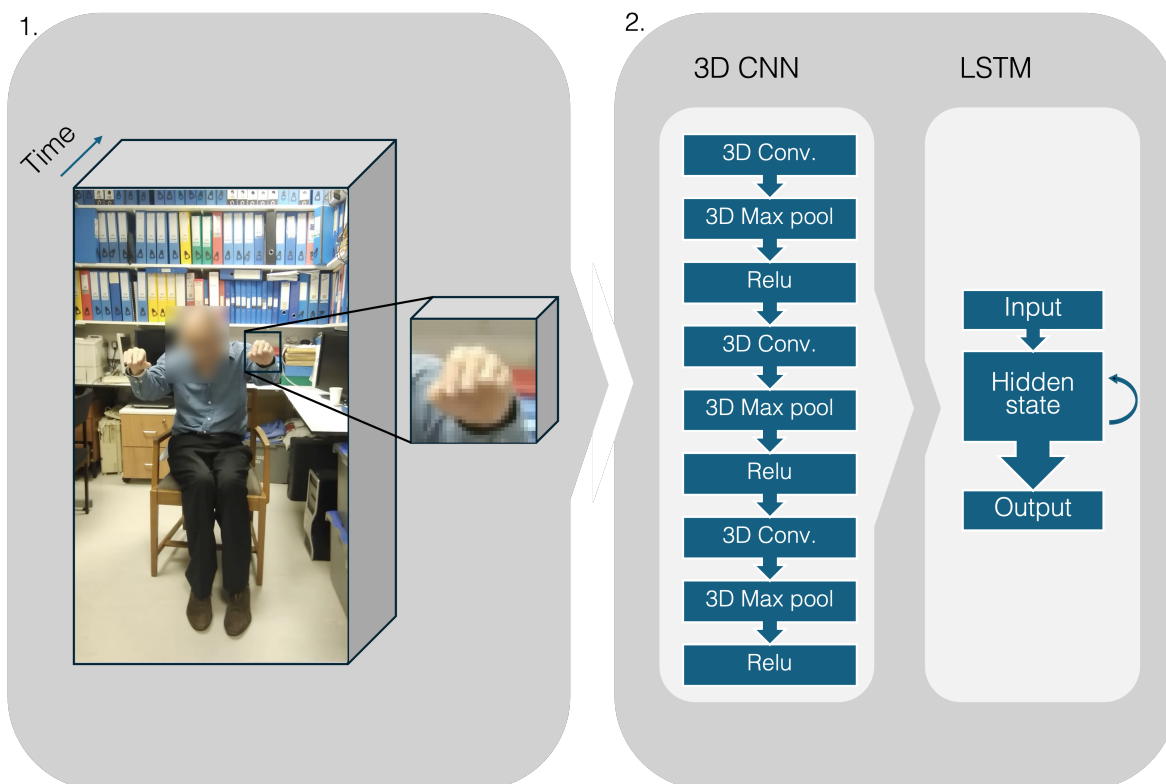 1.
Time
2.
3D CNN
3D Conv.
3D Max pool
Relu
3D Conv.
3D Max pool
Relu
3D Conv.
3D Max pool
Relu
LSTM
Input
Hidden
state
Output